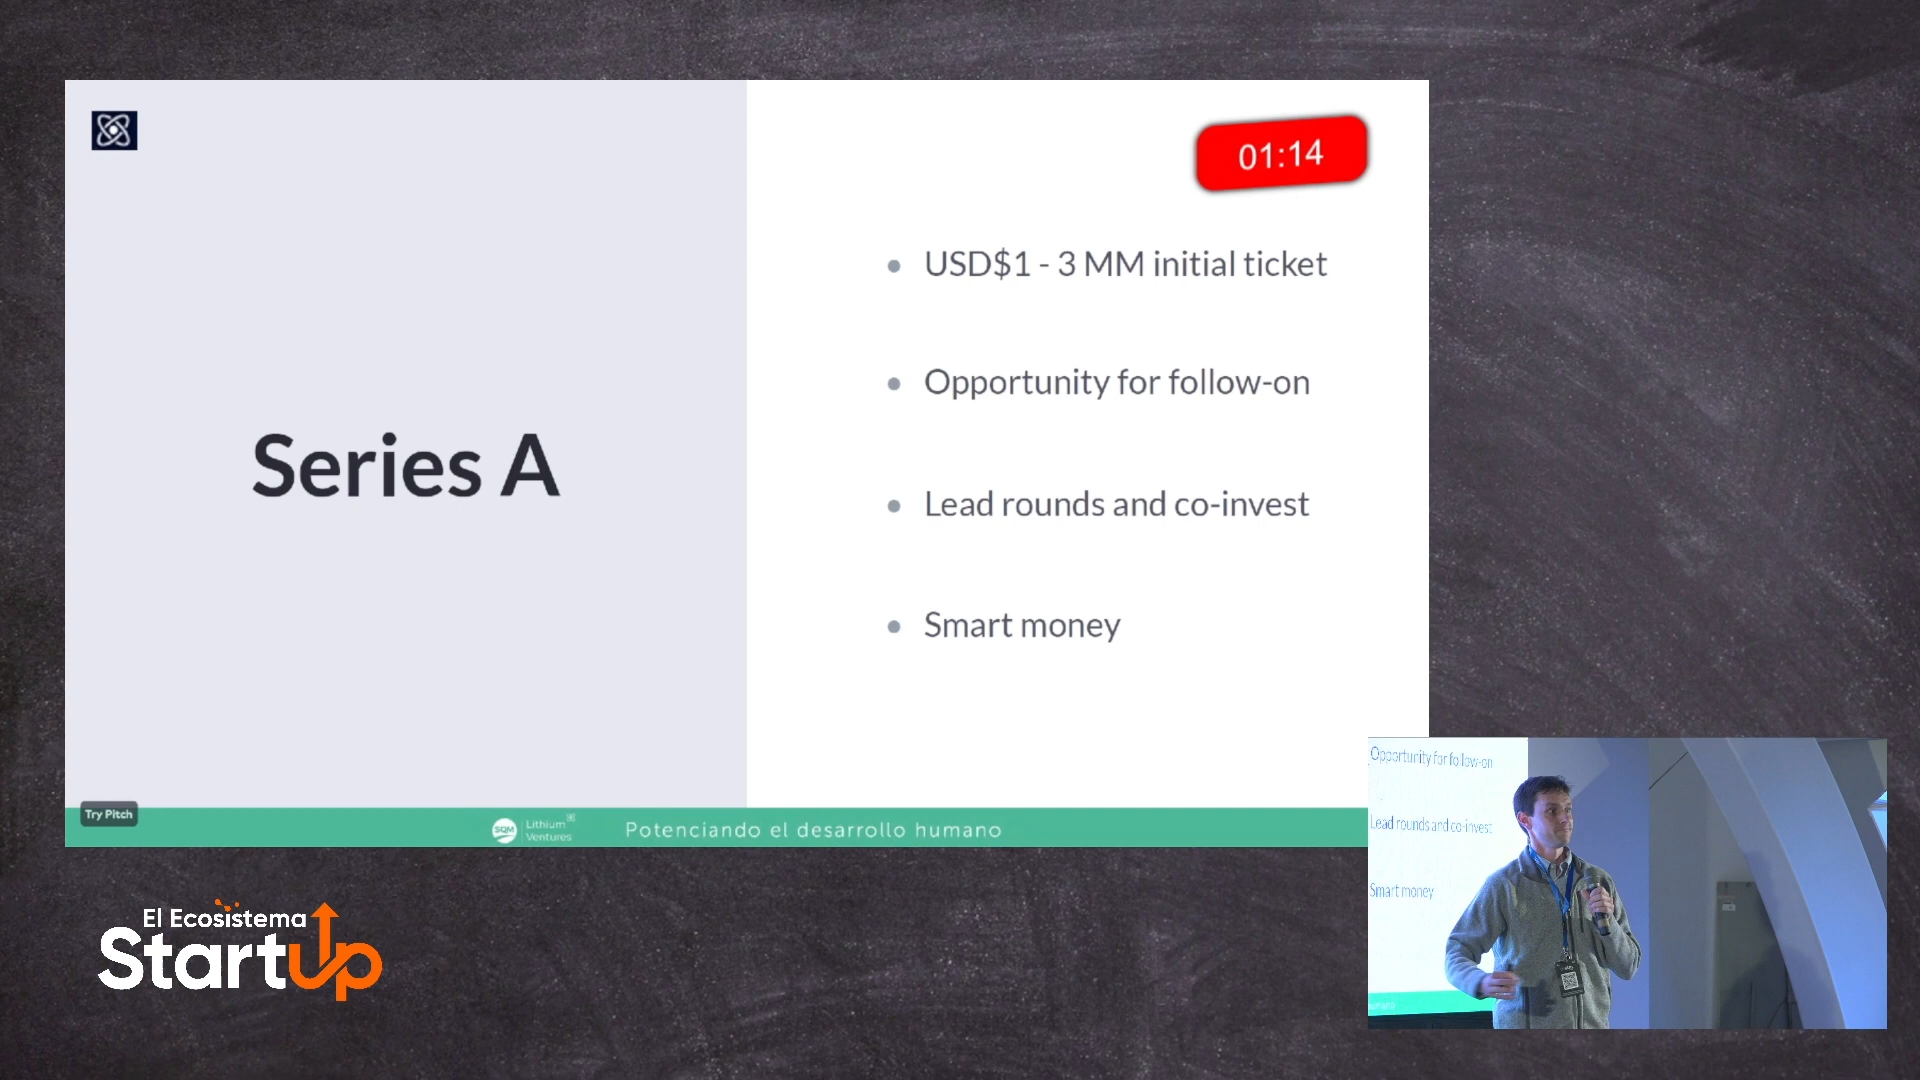 01:14
Series A
USD$1 - 3 MM initial ticket
Opportunity for follow-on
Lead rounds and co-invest
Smart money
Try Pitch
SQM
Lithium
Ventures
Potenciando el desarrollo humano
El Ecosistema
StartUp
Opportunity for follow-on
Lead rounds and co-invest
Smart money